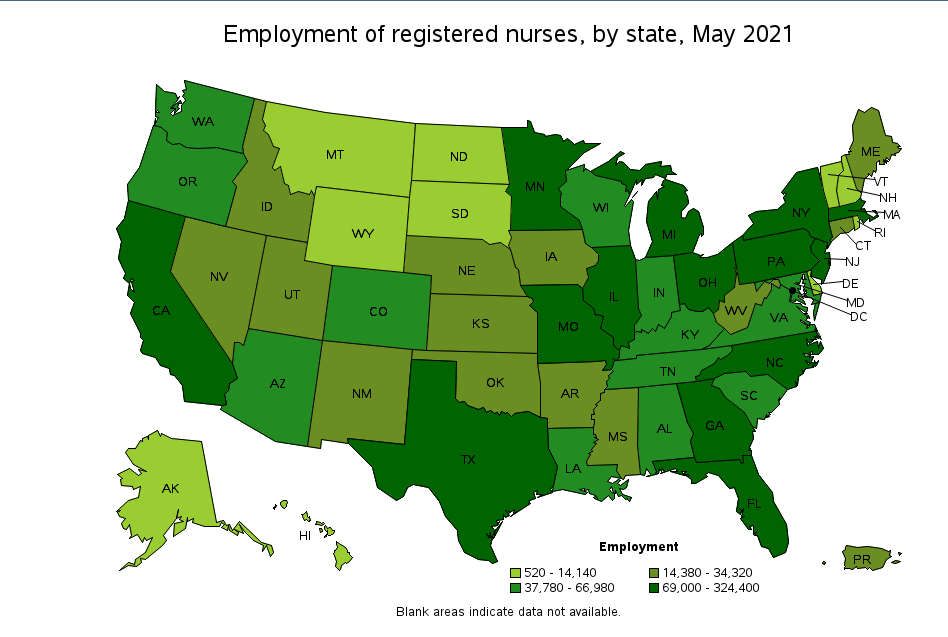 Employment of registered nurses, by state, May 2021
WA
MT
ND
MN
ME
OR
ID
SD
WI
VT
NH
MA
NY
RI
WY
MI
CT
NV
UT
NE
IA
PA
NJ
CA
CO
KS
MO
IL
IN
OH
WV
VA
DE
MD
DC
KY
AZ
NM
OK
AR
TN
NC
SC
TX
LA
MS
AL
GA
FL
AK
HI
PR
Employment
520 - 14,140 14,380 - 34,320
37,780 - 66,980 69,000 - 324,400
Blank areas indicate data not available.